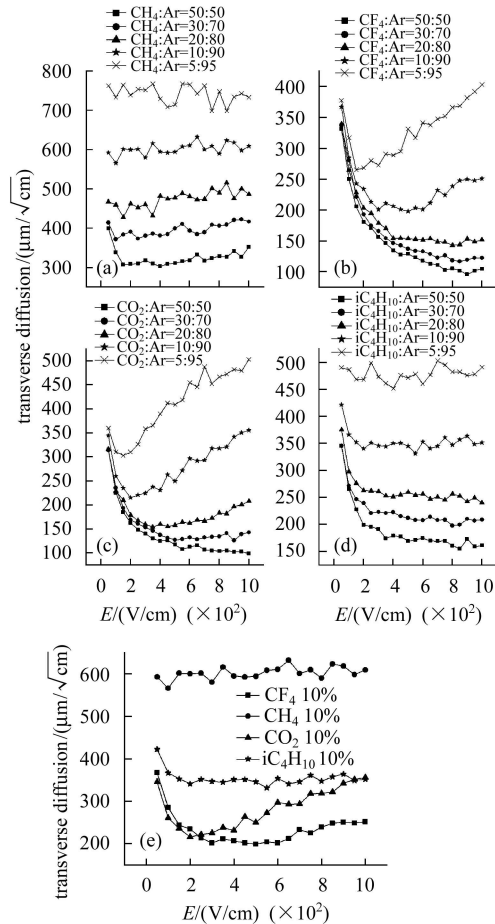 CH₄:Ar=50:50
CH₄:Ar=30:70
CH₄:Ar=20:80
CH₄:Ar=10:90
CH₄:Ar=5:95
800
700
600
500
400
300
(a)
CF₄:Ar=50:50
CF₄:Ar=30:70
CF₄:Ar=20:80
CF₄:Ar=10:90
CF₄:Ar=5:95
400
350
300
250
200
150
100
(b)
transverse diffusion/(μm/√cm)
CO₂:Ar=50:50
CO₂:Ar=30:70
CO₂:Ar=20:80
CO₂:Ar=10:90
CO₂:Ar=5:95
500
450
400
350
300
250
200
150
100
(c)
0 2 4 6 8 10
E/(V/cm) (×10²)
iC₄H₁₀:Ar=50:50
iC₄H₁₀:Ar=30:70
iC₄H₁₀:Ar=20:80
iC₄H₁₀:Ar=10:90
iC₄H₁₀:Ar=5:95
500
450
400
350
300
250
200
150
(d)
0 2 4 6 8 10
E/(V/cm) (×10²)
transverse diffusion/(μm/√cm)
600
500
400
300
200
CF₄ 10%
CH₄ 10%
CO₂ 10%
iC₄H₁₀ 10%
(e)
0 2 4 6 8 10
E/(V/cm) (×10²)